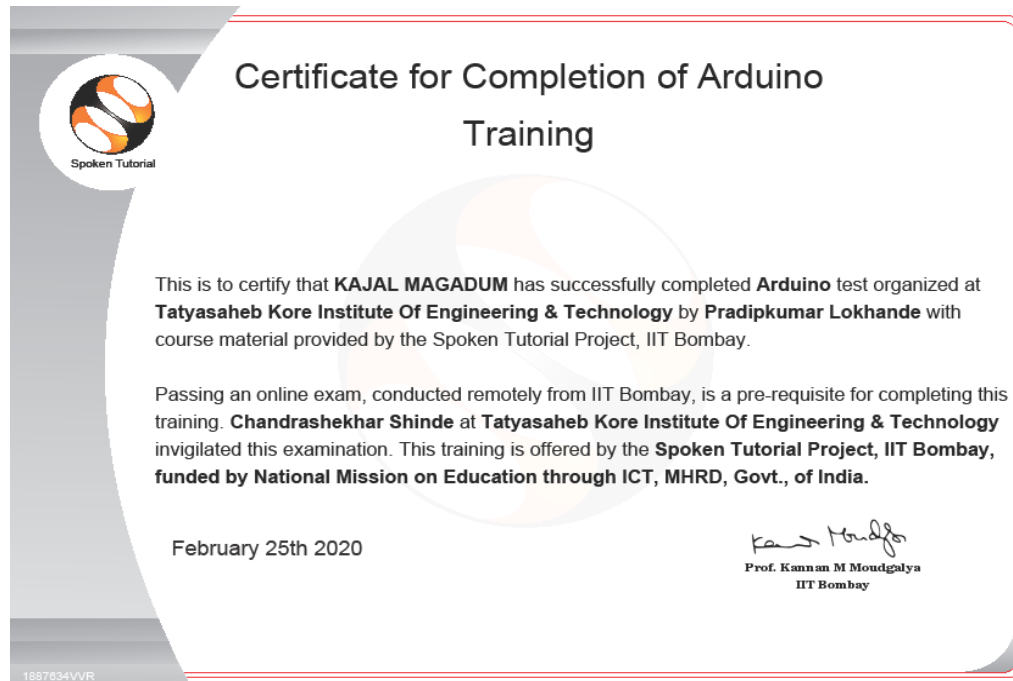 Certificate for Completion of Arduino
Training
Spoken Tutorial
This is to certify that KAJAL MAGADUM has successfully completed Arduino test organized at
Tatyasaheb Kore Institute Of Engineering & Technology by Pradipkumar Lokhande with
course material provided by the Spoken Tutorial Project, IIT Bombay.
Passing an online exam, conducted remotely from IIT Bombay, is a pre-requisite for completing this
training. Chandrashekhar Shinde at Tatyasaheb Kore Institute Of Engineering & Technology
invigilated this examination. This training is offered by the Spoken Tutorial Project, IIT Bombay,
funded by National Mission on Education through ICT, MHRD, Govt., of India.
February 25th 2020
Prof. Kannan M Moudgalya
IIT Bombay
1887634VVR